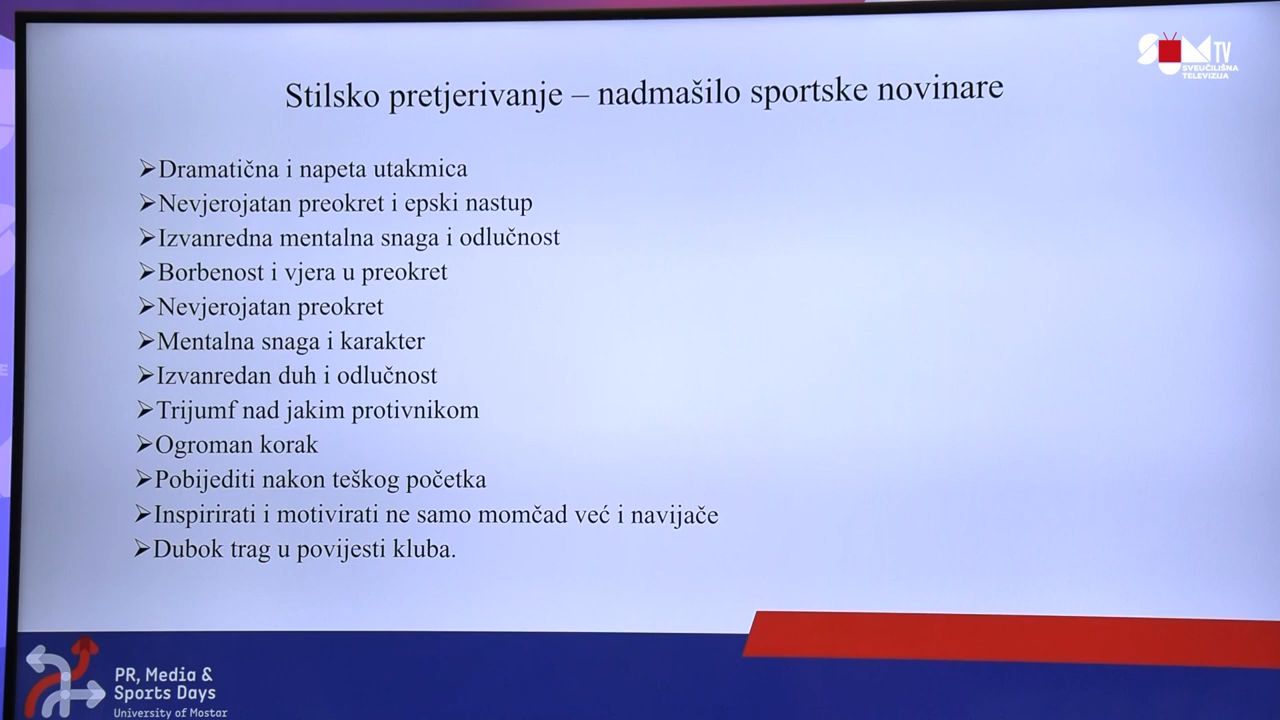 SUM TV
SVEUČILIŠNA
TELEVIZIJA
Stilsko pretjerivanje – nadmašilo sportske novinare
➢Dramatična i napeta utakmica
➢Nevjerojatan preokret i epski nastup
➢Izvanredna mentalna snaga i odlučnost
➢Borbenost i vjera u preokret
➢Nevjerojatan preokret
➢Mentalna snaga i karakter
➢Izvanredan duh i odlučnost
➢Trijumf nad jakim protivnikom
➢Ogroman korak
➢Pobijediti nakon teškog početka
➢Inspirirati i motivirati ne samo momčad već i navijače
➢Dubok trag u povijesti kluba.
PR, Media &
Sports Days
University of Mostar